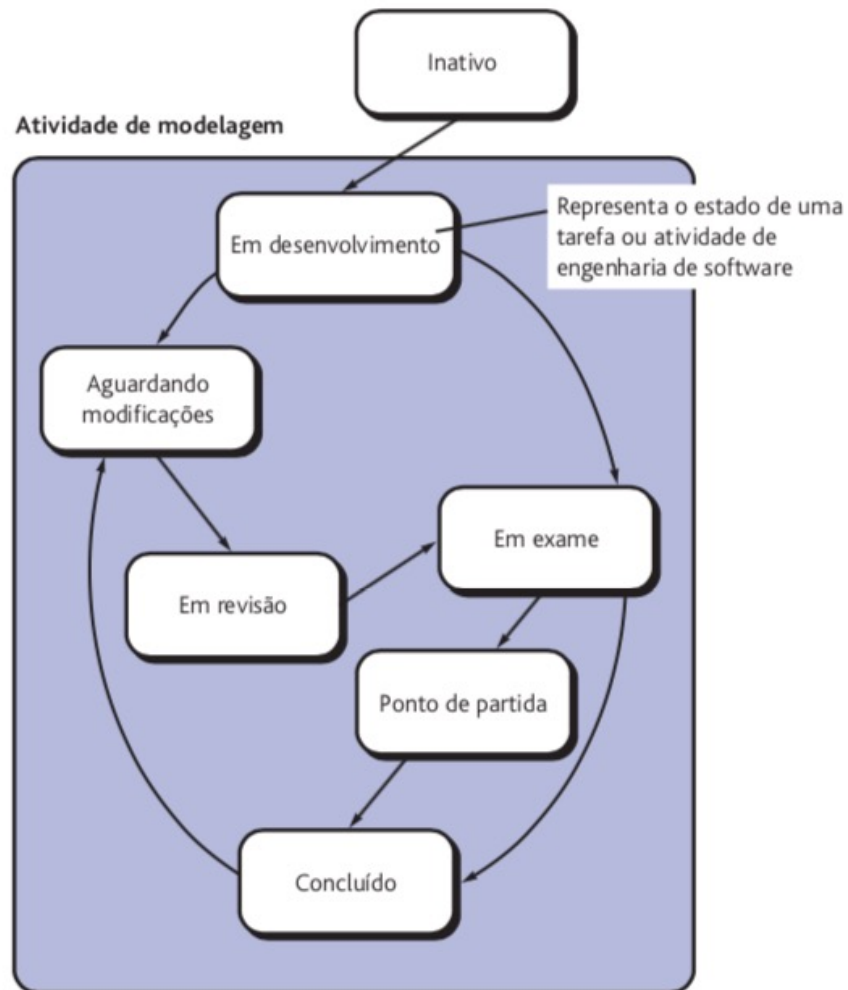 Inativo
Atividade de modelagem
Em desenvolvimento
Representa o estado de uma
tarefa ou atividade de
engenharia de software
Aguardando
modificações
Em exame
Em revisão
Ponto de partida
Concluído